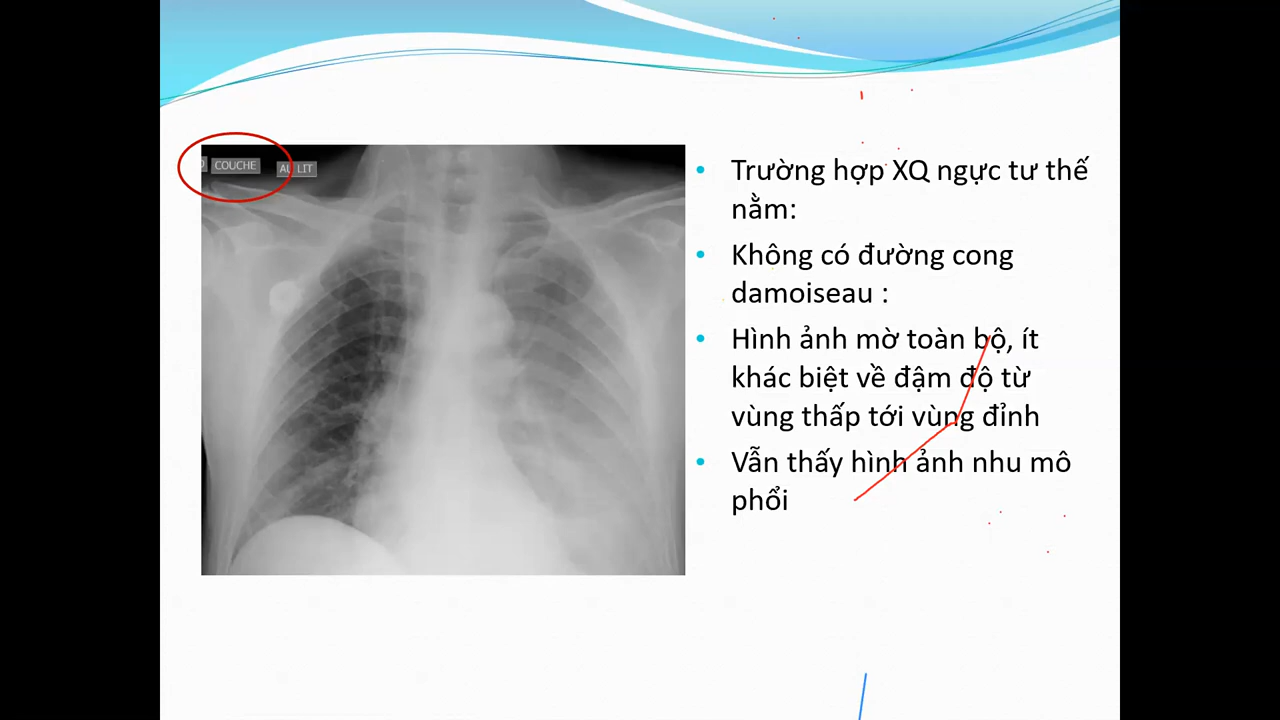 COUCHE
AU LIT
Trường hợp XQ ngực tư thế
nằm:
Không có đường cong
damoiseau :
Hình ảnh mờ toàn bộ, ít
khác biệt về đậm độ từ
vùng thấp tới vùng đỉnh
Vẫn thấy hình ảnh nhu mô
phổi